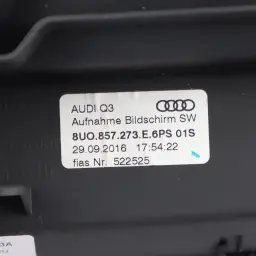 AUDI Q3
Aufnahme Bildschirm SW
8U0.857.273.E.6PS 01S
29.09.2016 17:54:22
fias Nr. 522525